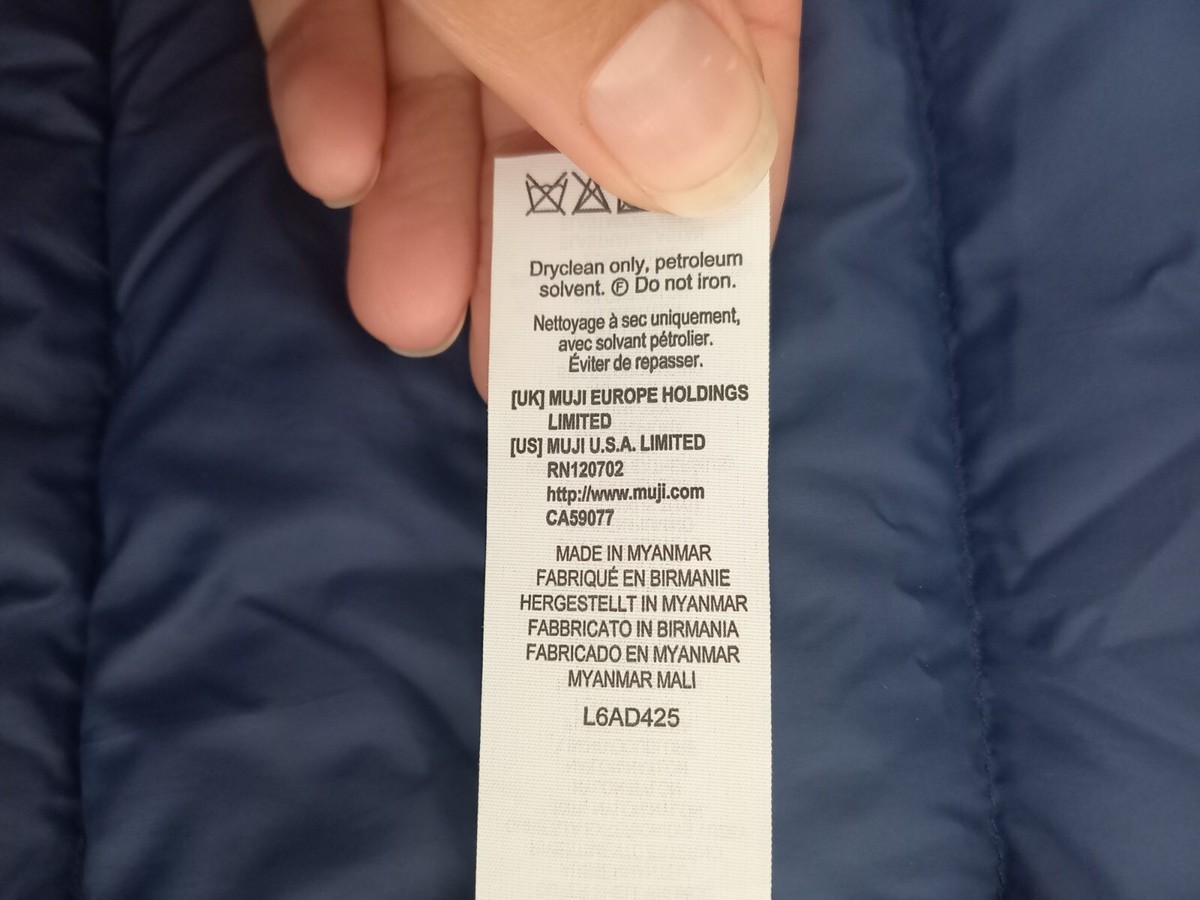 Dryclean only, petroleum
solvent. Ⓕ Do not iron.
Nettoyage à sec uniquement,
avec solvant pétrolier.
Éviter de repasser.
[UK] MUJI EUROPE HOLDINGS
LIMITED
[US] MUJI U.S.A. LIMITED
RN120702
http://www.muji.com
CA59077
MADE IN MYANMAR
FABRIQUÉ EN BIRMANIE
HERGESTELLT IN MYANMAR
FABBRICATO IN BIRMANIA
FABRICADO EN MYANMAR
MYANMAR MALI
L6AD425